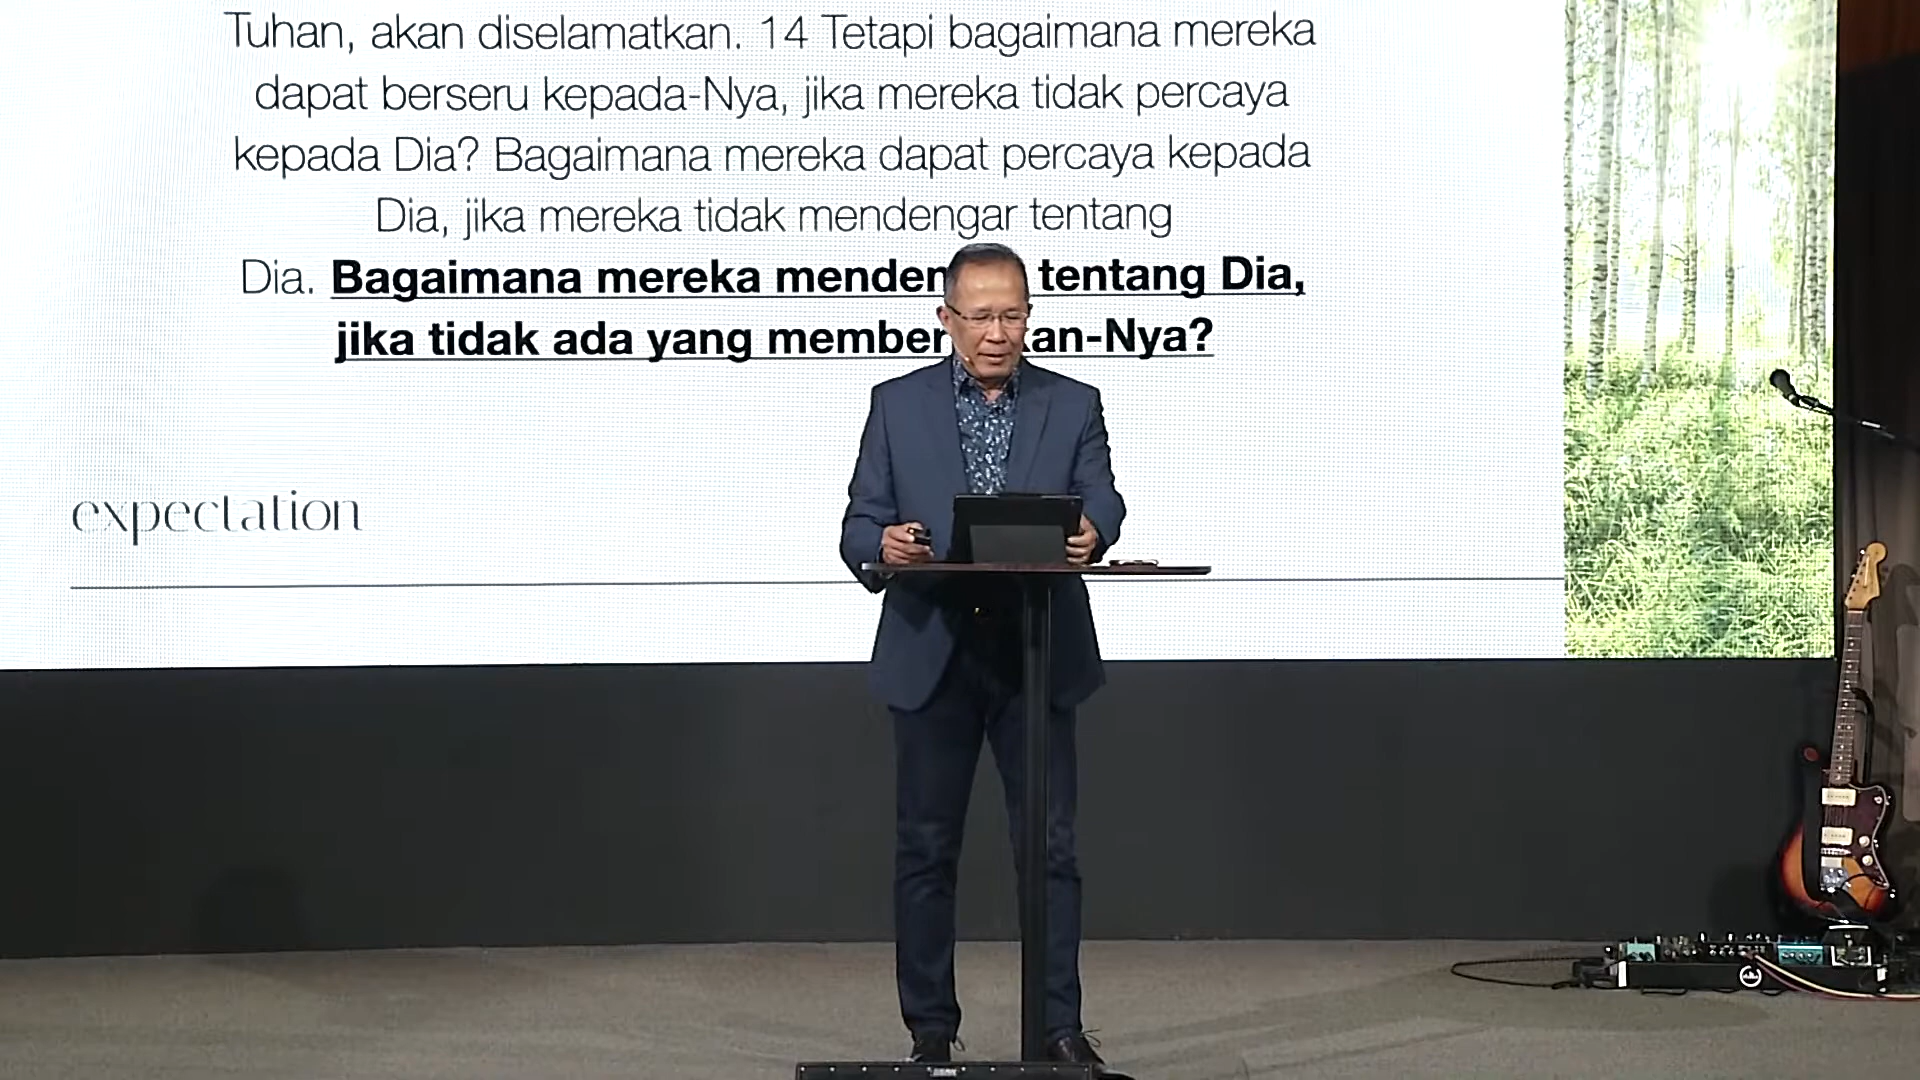 Tuhan, akan diselamatkan. 14 Tetapi bagaimana mereka
dapat berseru kepada-Nya, jika mereka tidak percaya
kepada Dia? Bagaimana mereka dapat percaya kepada
Dia, jika mereka tidak mendengar tentang
Dia. Bagaimana mereka tentang Dia,
jika tidak ada yang
expectation